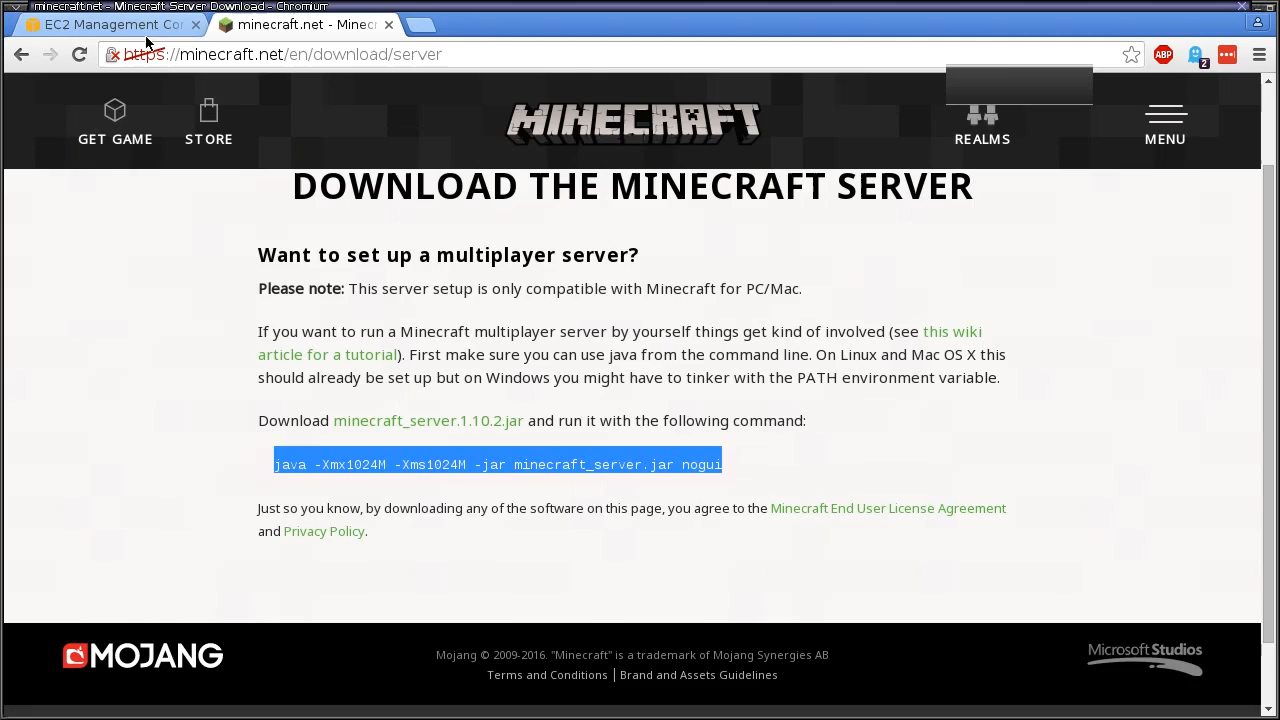 minecraft.net - Minecraft Server Download - Chromium
EC2 Management Con
minecraft.net - Minec
https://minecraft.net/en/download/server
ABP
2
GET GAME
STORE
MINECRAFT
REALMS
MENU
DOWNLOAD THE MINECRAFT SERVER
Want to set up a multiplayer server?
Please note: This server setup is only compatible with Minecraft for PC/Mac.
If you want to run a Minecraft multiplayer server by yourself things get kind of involved (see this wiki
article for a tutorial). First make sure you can use java from the command line. On Linux and Mac OS X this
should already be set up but on Windows you might have to tinker with the PATH environment variable.
Download minecraft_server.1.10.2.jar and run it with the following command:
java -Xmx1024M -Xms1024M -jar minecraft_server.jar nogui
Just so you know, by downloading any of the software on this page, you agree to the Minecraft End User License Agreement
and Privacy Policy.
MOJANG
Mojang © 2009-2016. "Minecraft" is a trademark of Mojang Synergies AB
Terms and Conditions | Brand and Assets Guidelines
Microsoft Studios